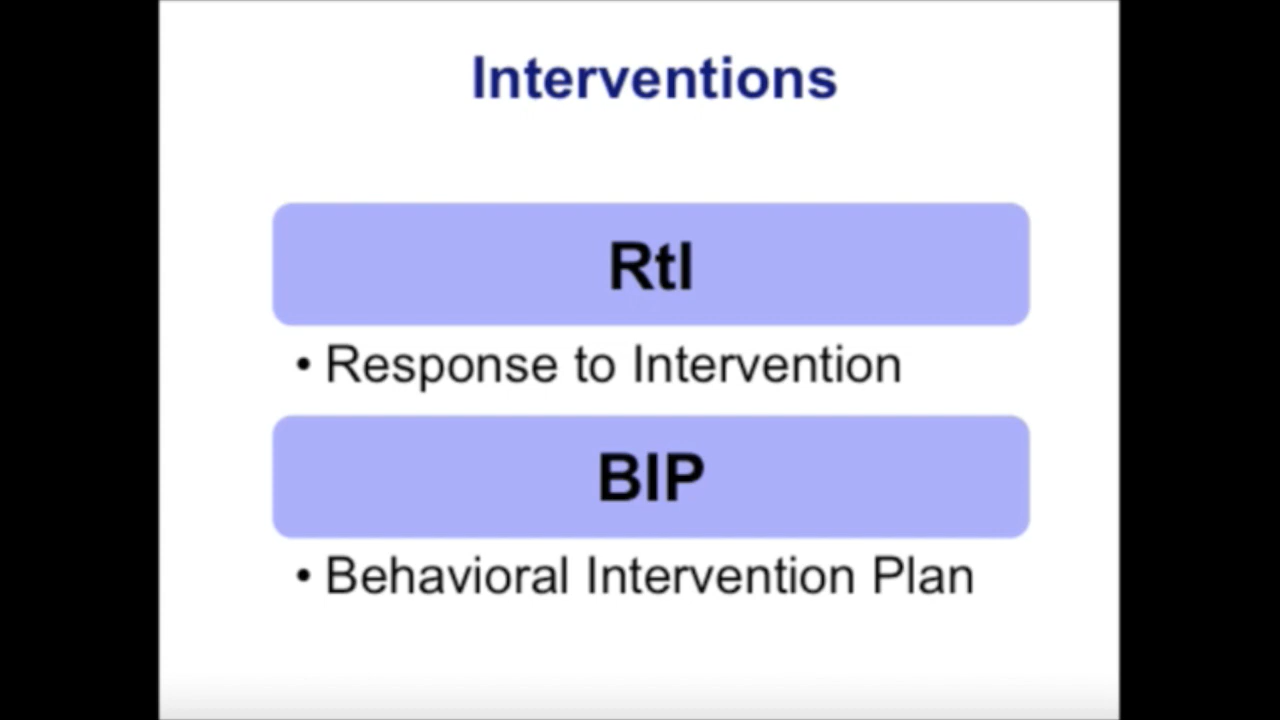 Interventions
RtI
• Response to Intervention
BIP
• Behavioral Intervention Plan